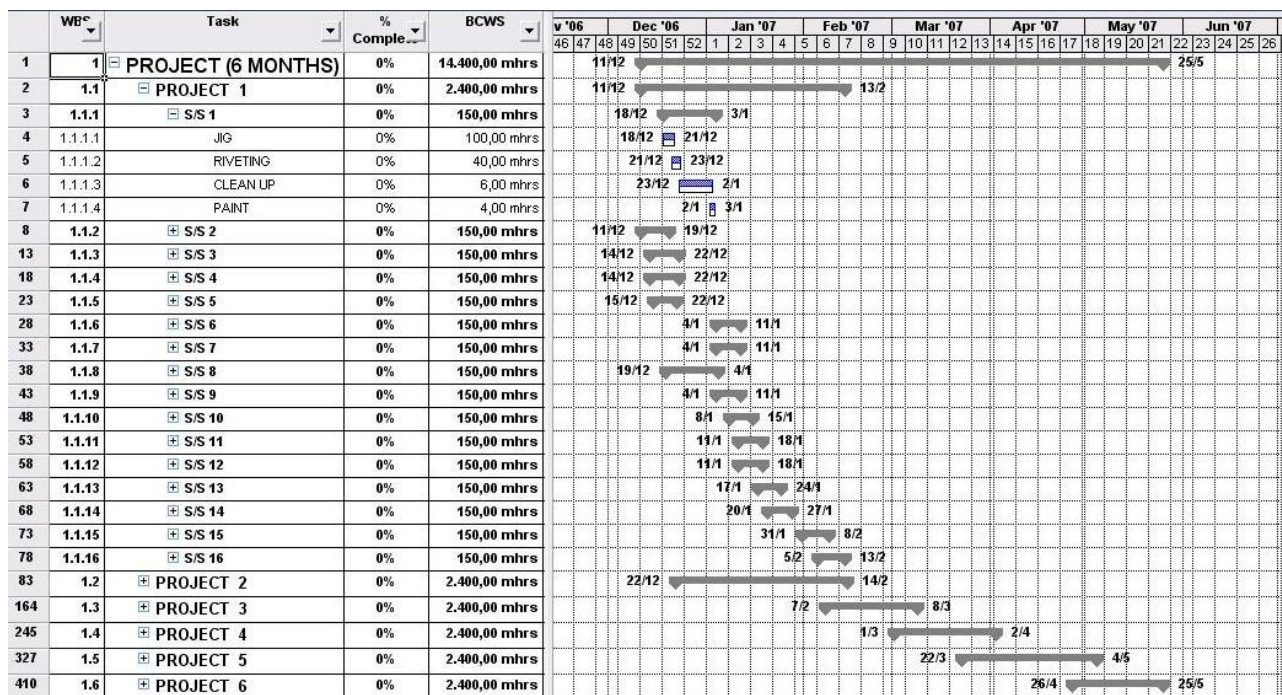 WBS Task % Complete BCWS v '06 Dec '06 Jan '07 Feb '07 Mar '07 Apr '07 May '07 Jun '07
46 47 48 49 50 51 52 1 2 3 4 5 6 7 8 9 10 11 12 13 14 15 16 17 18 19 20 21 22 23 24 25 26
1 1 PROJECT (6 MONTHS) 0% 14.400,00 mhrs 11/12 25/5
2 1.1 PROJECT 1 0% 2.400,00 mhrs 11/12 13/2
3 1.1.1 S/S 1 0% 150,00 mhrs 18/12 3/1
4 1.1.1.1 JIG 0% 100,00 mhrs 18/12 21/12
5 1.1.1.2 RIVETING 0% 40,00 mhrs 21/12 23/12
6 1.1.1.3 CLEAN UP 0% 6,00 mhrs 23/12 2/1
7 1.1.1.4 PAINT 0% 4,00 mhrs 2/1 3/1
8 1.1.2 S/S 2 0% 150,00 mhrs 11/12 19/12
13 1.1.3 S/S 3 0% 150,00 mhrs 14/12 22/12
18 1.1.4 S/S 4 0% 150,00 mhrs 14/12 22/12
23 1.1.5 S/S 5 0% 150,00 mhrs 15/12 22/12
28 1.1.6 S/S 6 0% 150,00 mhrs 4/1 11/1
33 1.1.7 S/S 7 0% 150,00 mhrs 4/1 11/1
38 1.1.8 S/S 8 0% 150,00 mhrs 19/12 4/1
43 1.1.9 S/S 9 0% 150,00 mhrs 4/1 11/1
48 1.1.10 S/S 10 0% 150,00 mhrs 8/1 15/1
53 1.1.11 S/S 11 0% 150,00 mhrs 11/1 18/1
58 1.1.12 S/S 12 0% 150,00 mhrs 11/1 18/1
63 1.1.13 S/S 13 0% 150,00 mhrs 17/1 24/1
68 1.1.14 S/S 14 0% 150,00 mhrs 20/1 27/1
73 1.1.15 S/S 15 0% 150,00 mhrs 31/1 8/2
78 1.1.16 S/S 16 0% 150,00 mhrs 5/2 13/2
83 1.2 PROJECT 2 0% 2.400,00 mhrs 22/12 14/2
164 1.3 PROJECT 3 0% 2.400,00 mhrs 7/2 8/3
245 1.4 PROJECT 4 0% 2.400,00 mhrs 1/3 2/4
327 1.5 PROJECT 5 0% 2.400,00 mhrs 22/3 4/5
410 1.6 PROJECT 6 0% 2.400,00 mhrs 26/4 25/5